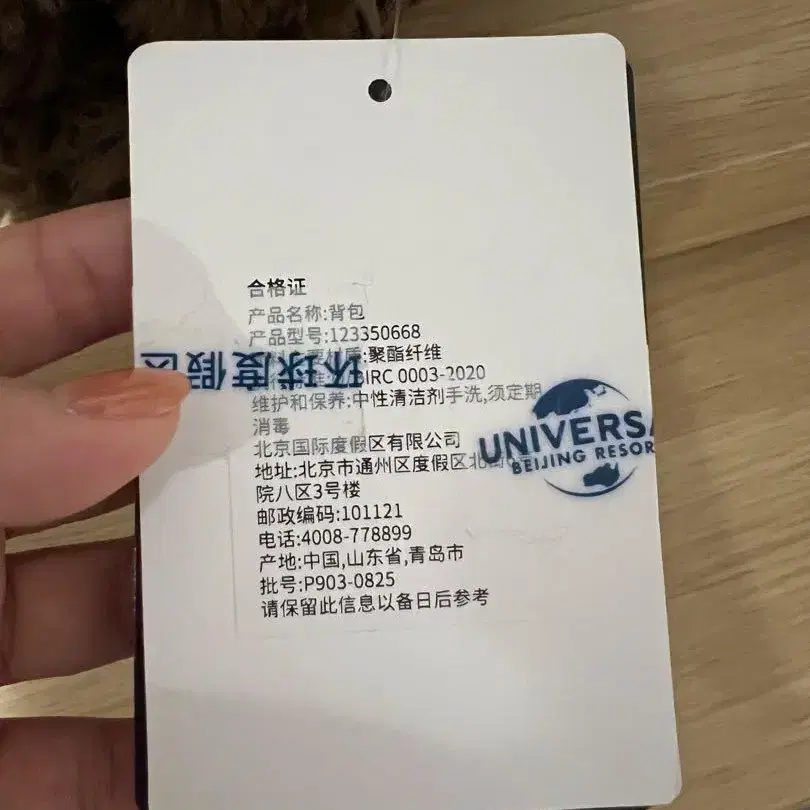 合格证
产品名称:背包
产品型号:123350668
:聚酯纤维
IRC 0003-2020
维护和保养:中性清洁剂手洗,须定期
消毒
北京国际度假区有限公司
地址:北京市通州区度假区北
院八区3号楼
邮政编码:101121
电话:4008-778899
产地:中国,山东省,青岛市
批号:P903-0825
请保留此信息以备日后参考
环球度假区
UNIVERSA
BEIJING RESOR